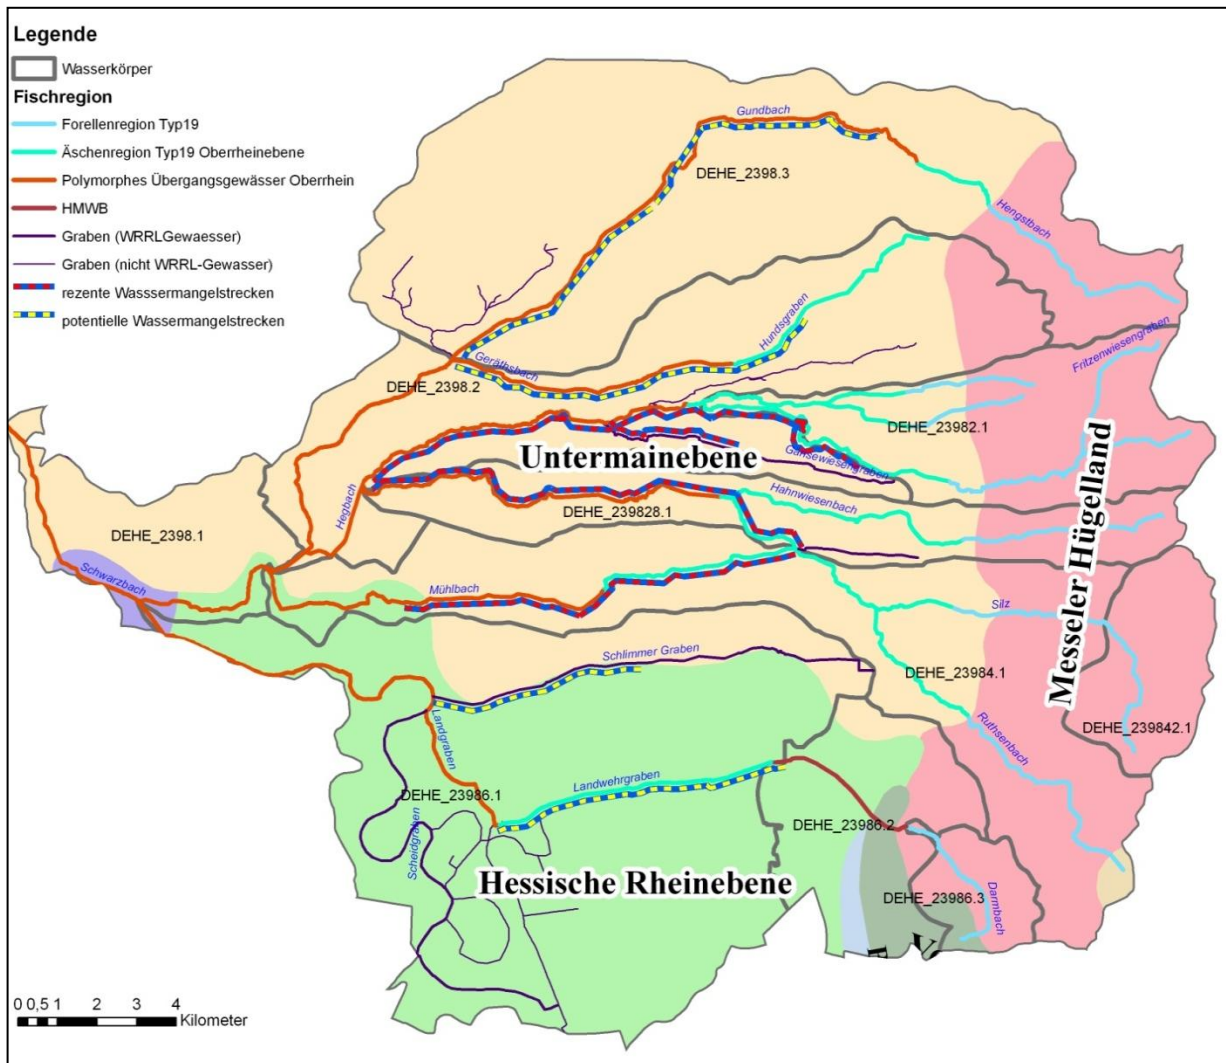 Legende
Wasserkörper
Fischregion
Forellenregion Typ19
Äschenregion Typ19 Oberrheinebene
Polymorphes Übergangsgewässer Oberrhein
HMWB
Graben (WRRLGewaesser)
Graben (nicht WRRL-Gewasser)
rezente Wasssermangelstrecken
potentielle Wassermangelstrecken
Gundbach
DEHE_2398.3
Hengstbach
Hundsgraben
Fritzenwiesengraben
Geräthsbach
DEHE_2398.2
DEHE_23982.1
Untermainebene
Gänsewiesengraben
Hegbach
Hahnwiesenbach
DEHE_239828.1
DEHE_2398.1
Schwarzbach
Mühlbach
Silz
Messeler Hügelland
Schlimmer Graben
DEHE_23984.1
Ruthsenbach
DEHE_239842.1
Landgraben
Landwehrgraben
DEHE_23986.1
DEHE_23986.2
Scheidgraben
Hessische Rheinebene
DEHE_23986.3
Darmbach
0 0,5 1 2 3 4
Kilometer